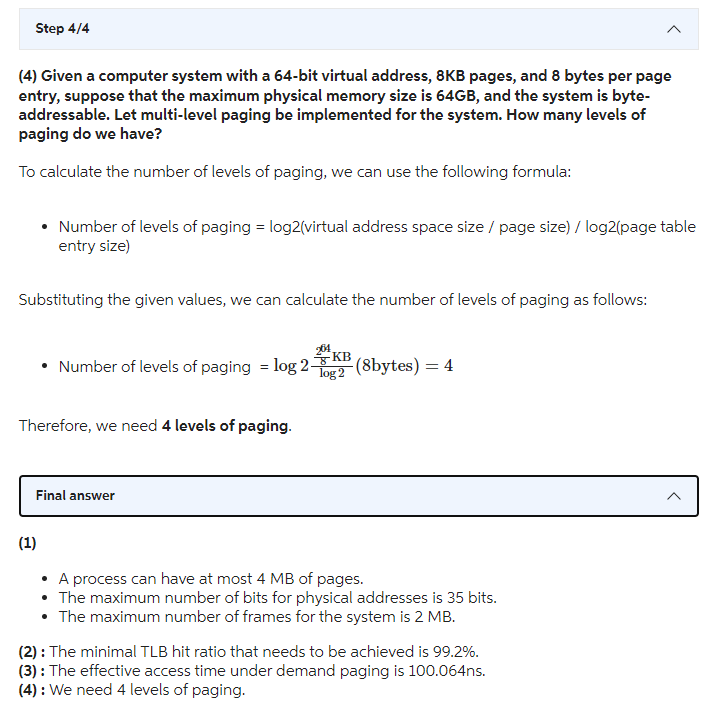 Step 4/4
(4) Given a computer system with a 64-bit virtual address, 8KB pages, and 8 bytes per page
entry, suppose that the maximum physical memory size is 64GB, and the system is byte-
addressable. Let multi-level paging be implemented for the system. How many levels of
paging do we have?
To calculate the number of levels of paging, we can use the following formula:
• Number of levels of paging = log2(virtual address space size / page size) / log2(page table
entry size)
Substituting the given values, we can calculate the number of levels of paging as follows:
• Number of levels of paging = log 2 \frac{\frac{2^{64}}{8} KB}{log 2} (8bytes) = 4
Therefore, we need 4 levels of paging.
Final answer
(1)
• A process can have at most 4 MB of pages.
• The maximum number of bits for physical addresses is 35 bits.
• The maximum number of frames for the system is 2 MB.
(2) : The minimal TLB hit ratio that needs to be achieved is 99.2%.
(3) : The effective access time under demand paging is 100.064ns.
(4) : We need 4 levels of paging.